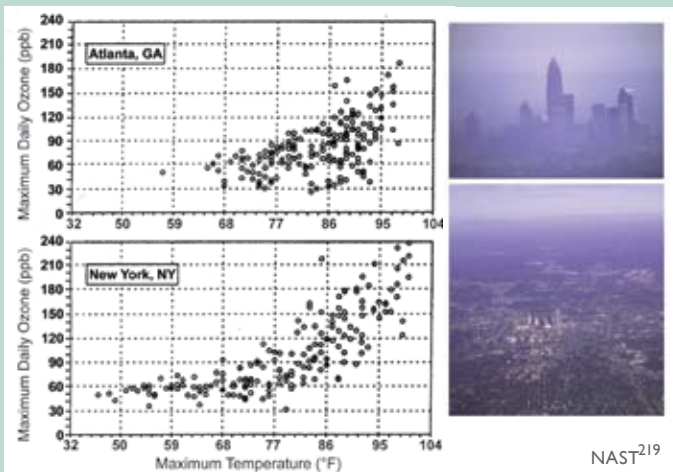 Maximum Daily Ozone (ppb)
240
210
180
150
120
90
60
30
0
Atlanta, GA
32 50 59 68 77 86 95 104
Maximum Daily Ozone (ppb)
240
210
180
150
120
90
60
30
0
New York, NY
32 50 59 68 77 86 95 104
Maximum Temperature (°F)
NAST219